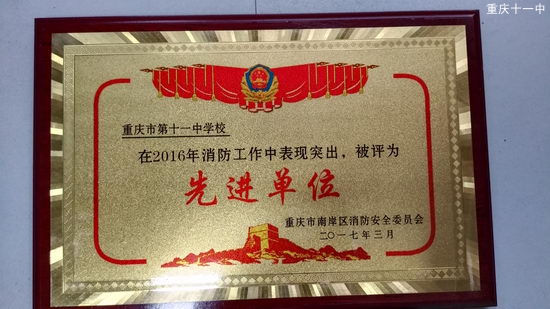 重庆十一中
重庆市第十一中学校
在2016年消防工作中表现突出，被评为
先进单位
重庆市南岸区消防安全委员会
二〇一七年三月